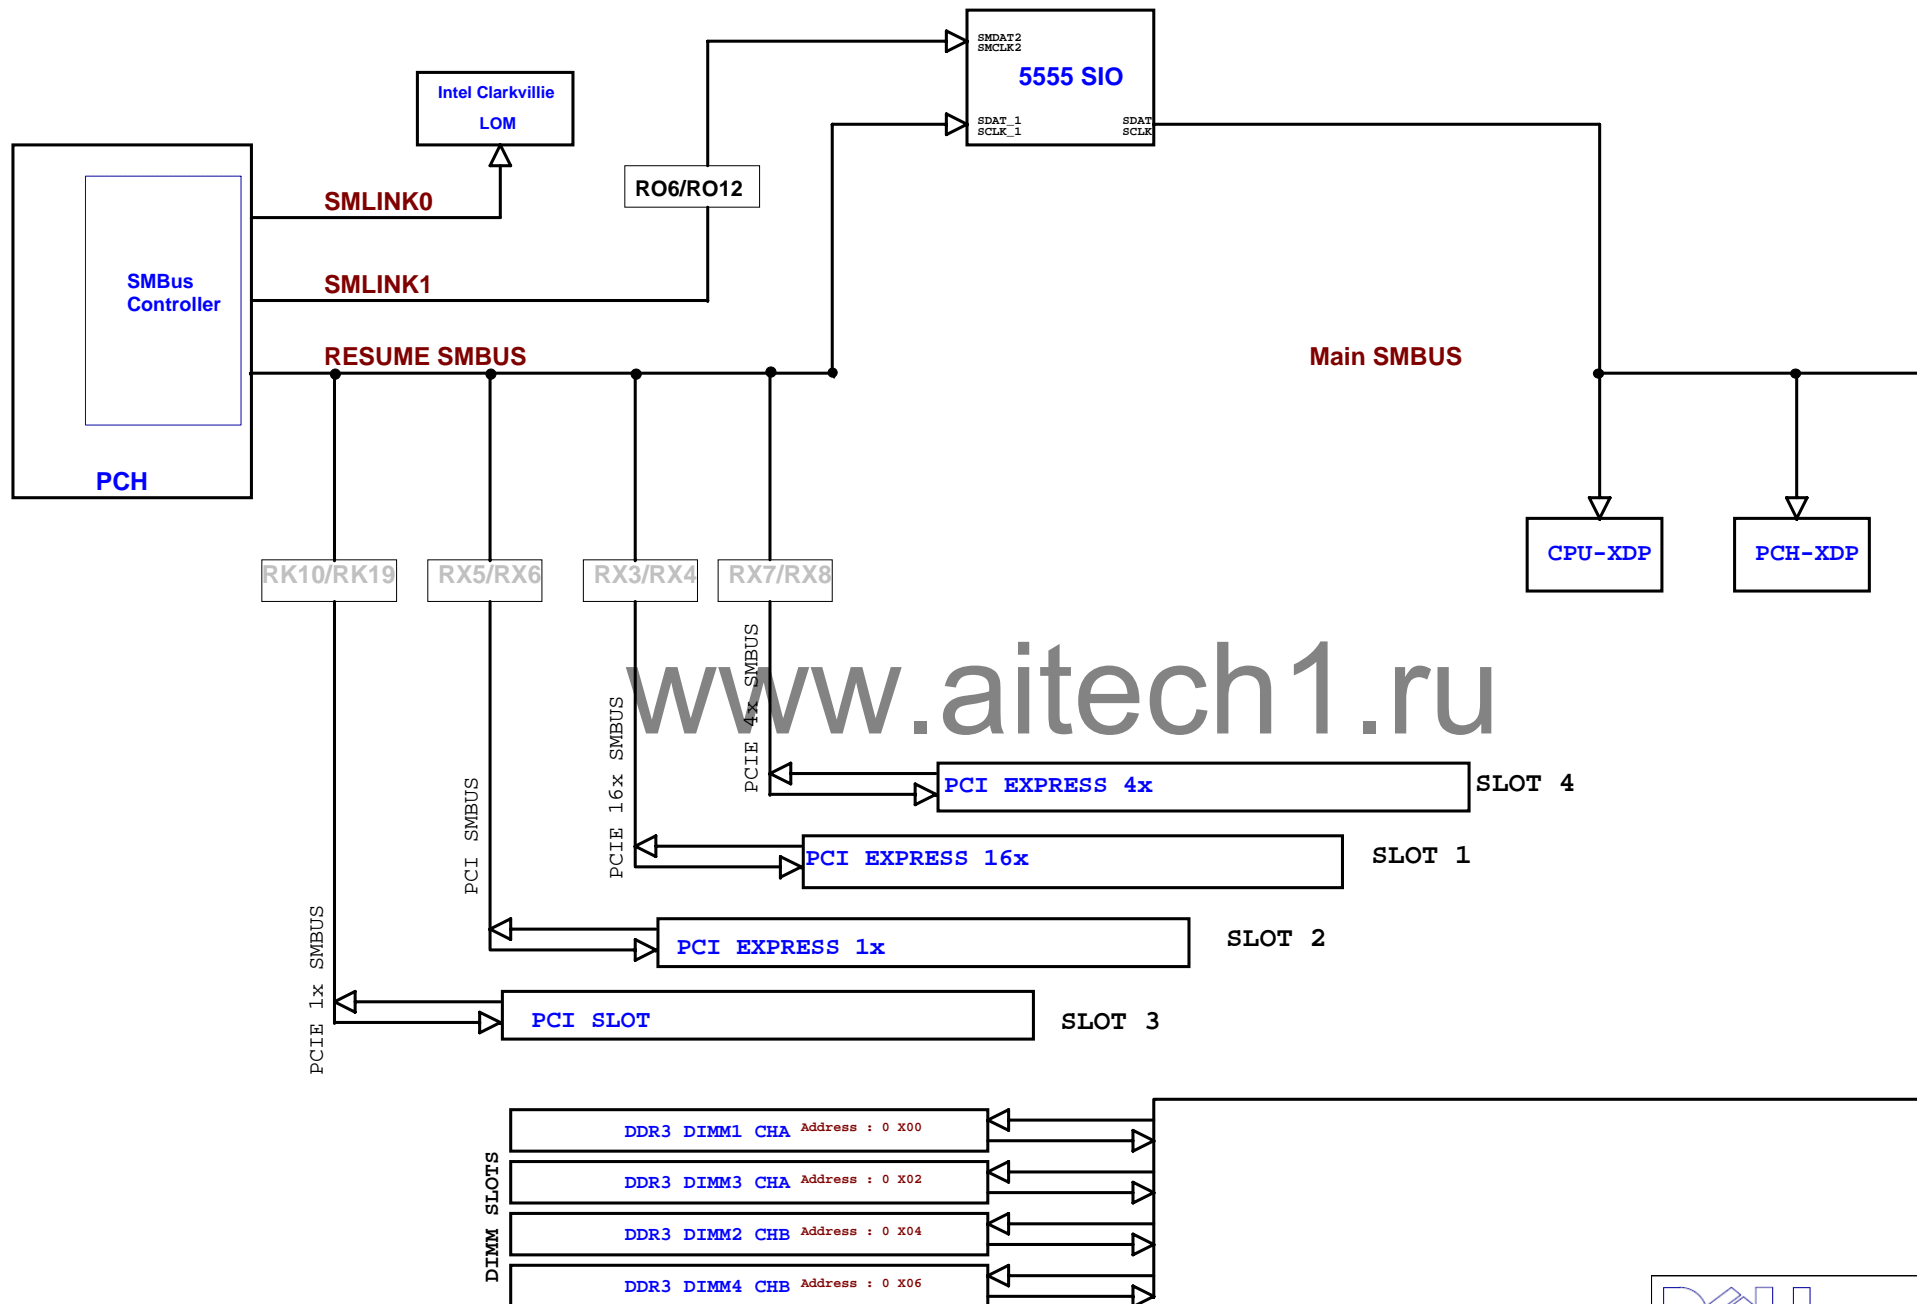 SMDAT2
SMCLK2
5555 SIO
SDAT_1
SCLK_1
SDAT
SCLK
Intel Clarkvillie
LOM
RO6/RO12
SMLINK0
SMBus
Controller
SMLINK1
RESUME SMBUS
Main SMBUS
PCH
CPU-XDP
PCH-XDP
RK10/RK19
RX5/RX6
RX3/RX4
RX7/RX8
www.aitech1.ru
PCIE 4x SMBUS
PCI EXPRESS 4x
SLOT 4
PCIE 16x SMBUS
PCI EXPRESS 16x
SLOT 1
PCI SMBUS
PCI EXPRESS 1x
SLOT 2
PCIE 1x SMBUS
PCI SLOT
SLOT 3
DIMM SLOTS
DDR3 DIMM1 CHA Address : 0 X00
DDR3 DIMM3 CHA Address : 0 X02
DDR3 DIMM2 CHB Address : 0 X04
DDR3 DIMM4 CHB Address : 0 X06